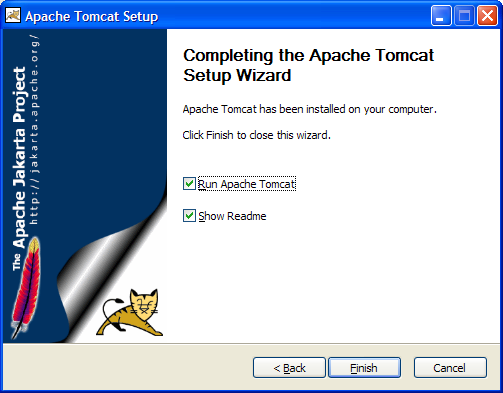 Apache Tomcat Setup
The Apache Jakarta Project
http://jakarta.apache.org/
Completing the Apache Tomcat
Setup Wizard
Apache Tomcat has been installed on your computer.
Click Finish to close this wizard.
Run Apache Tomcat
Show Readme
< Back
Finish
Cancel